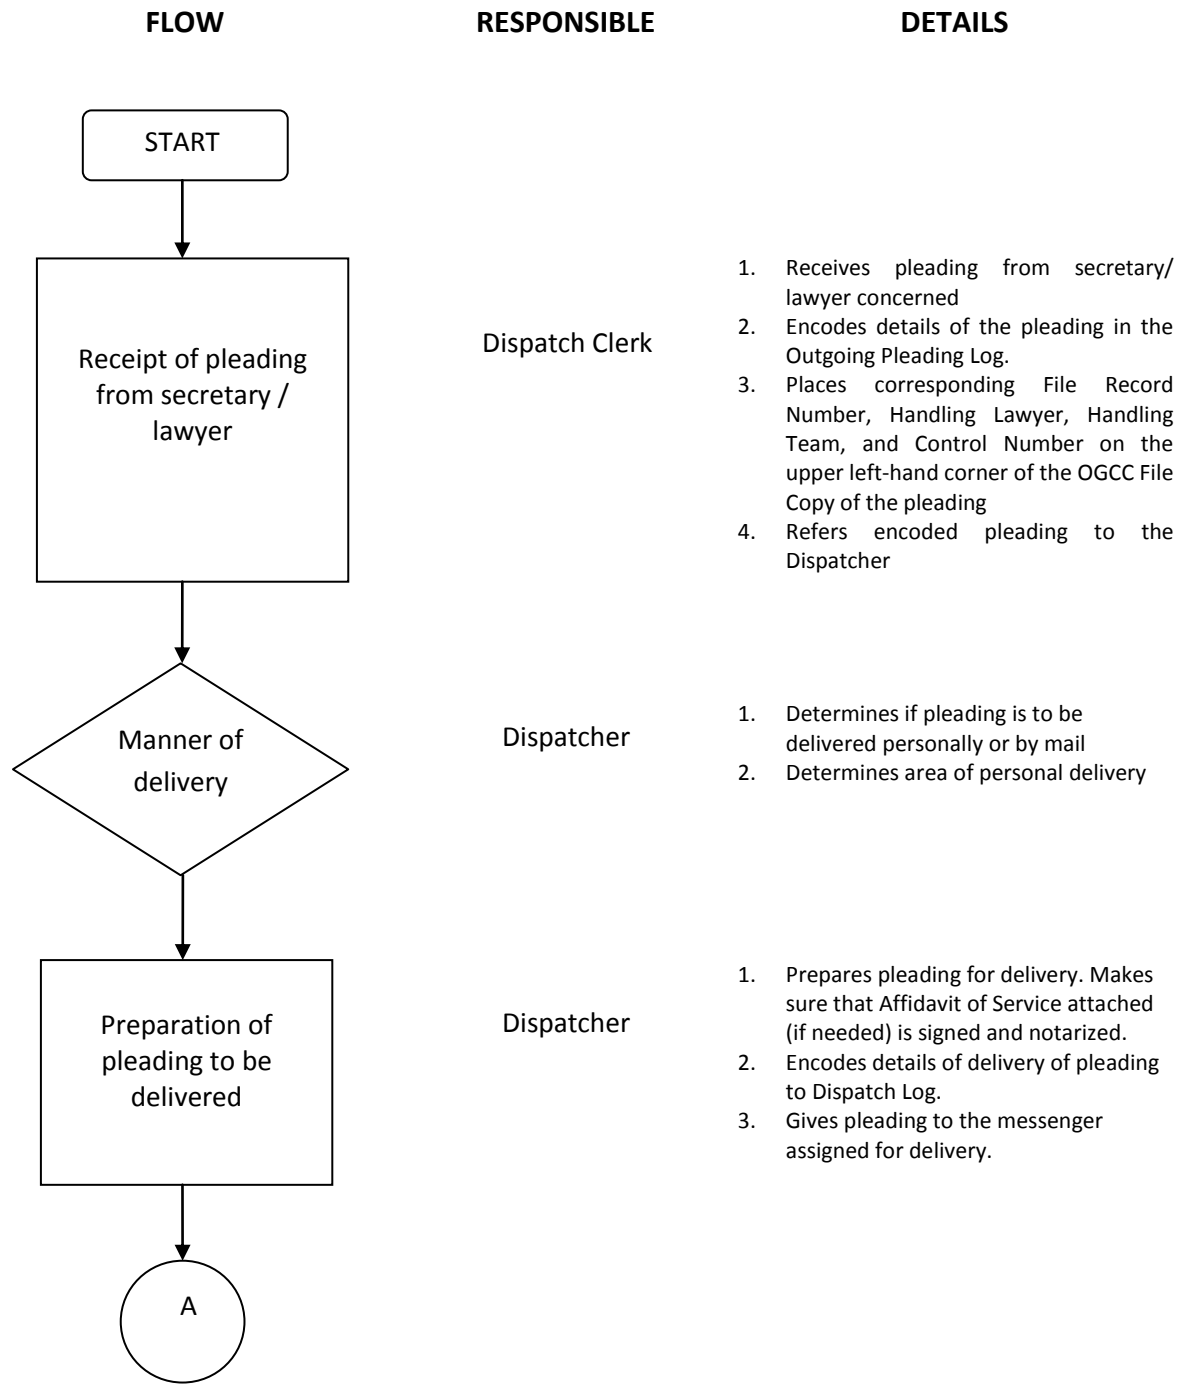 FLOW RESPONSIBLE DETAILS
START
Receipt of pleading
from secretary /
lawyer
Dispatch Clerk
1. Receives pleading from secretary/
lawyer concerned
2. Encodes details of the pleading in the
Outgoing Pleading Log.
3. Places corresponding File Record
Number, Handling Lawyer, Handling
Team, and Control Number on the
upper left-hand corner of the OGCC File
Copy of the pleading
4. Refers encoded pleading to the
Dispatcher
Manner of
delivery
Dispatcher
1. Determines if pleading is to be
delivered personally or by mail
2. Determines area of personal delivery
Preparation of
pleading to be
delivered
Dispatcher
1. Prepares pleading for delivery. Makes
sure that Affidavit of Service attached
(if needed) is signed and notarized.
2. Encodes details of delivery of pleading
to Dispatch Log.
3. Gives pleading to the messenger
assigned for delivery.
A